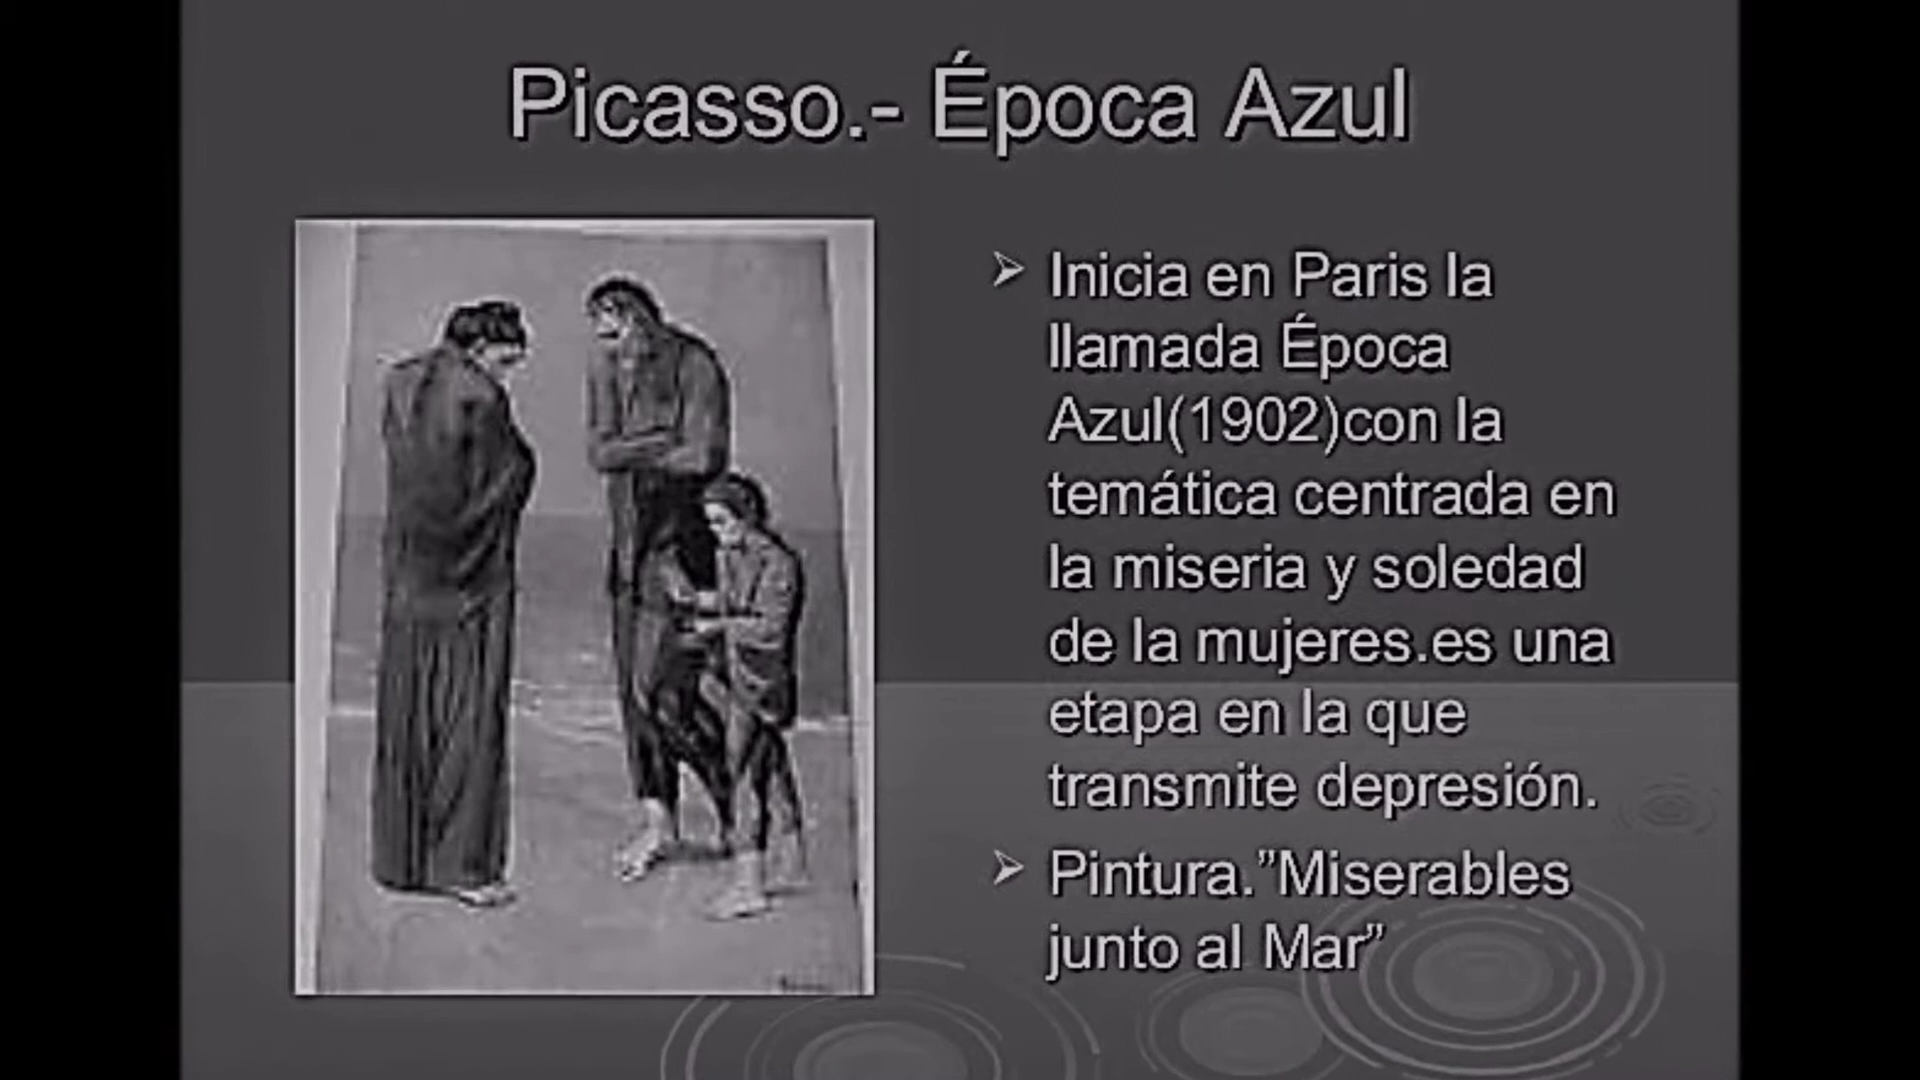 Picasso.- Época Azul
Inicia en Paris la
llamada Época
Azul(1902)con la
temática centrada en
la miseria y soledad
de la mujeres.es una
etapa en la que
transmite depresión.
Pintura.”Miserables
junto al Mar”